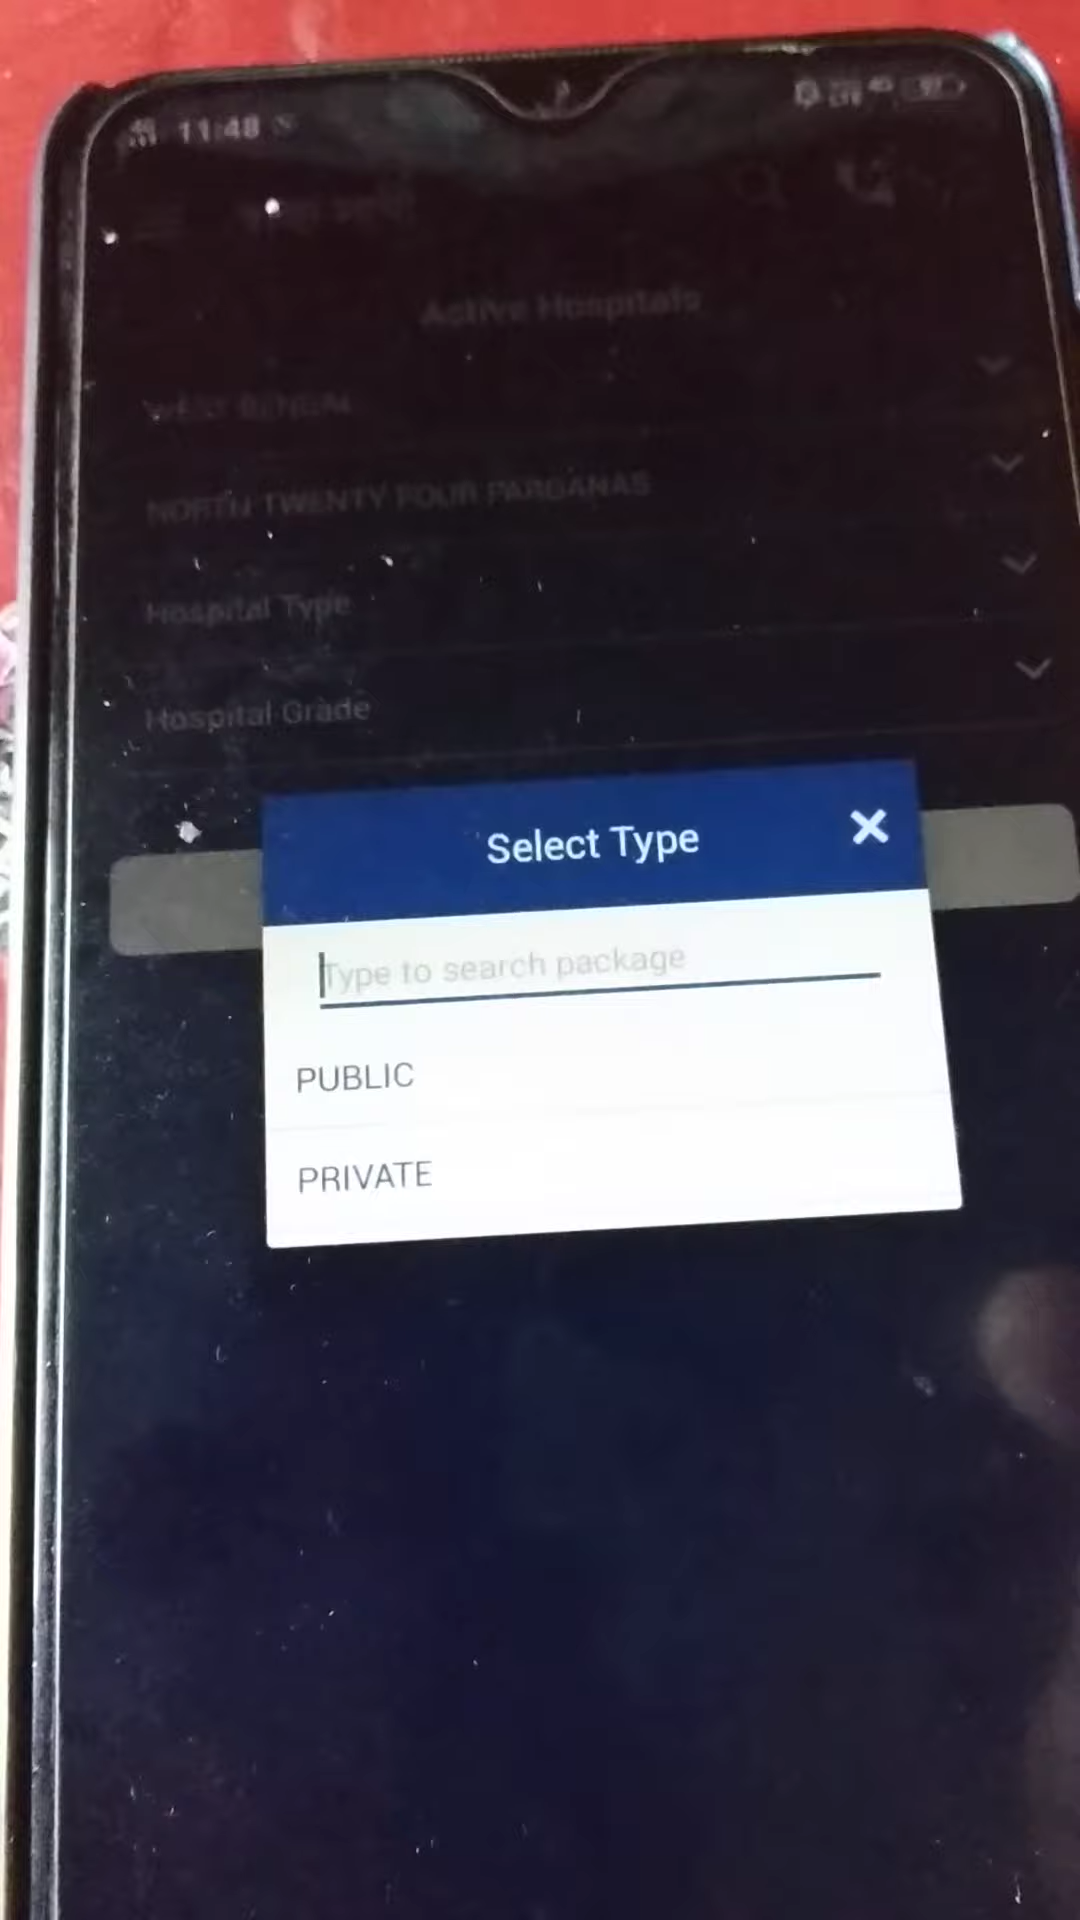 11:48
Active Hospitals
WEST BENGAL
NORTH TWENTY FOUR PARGANAS
Hospital Type
Hospital Grade
Select Type
Type to search package
PUBLIC
PRIVATE